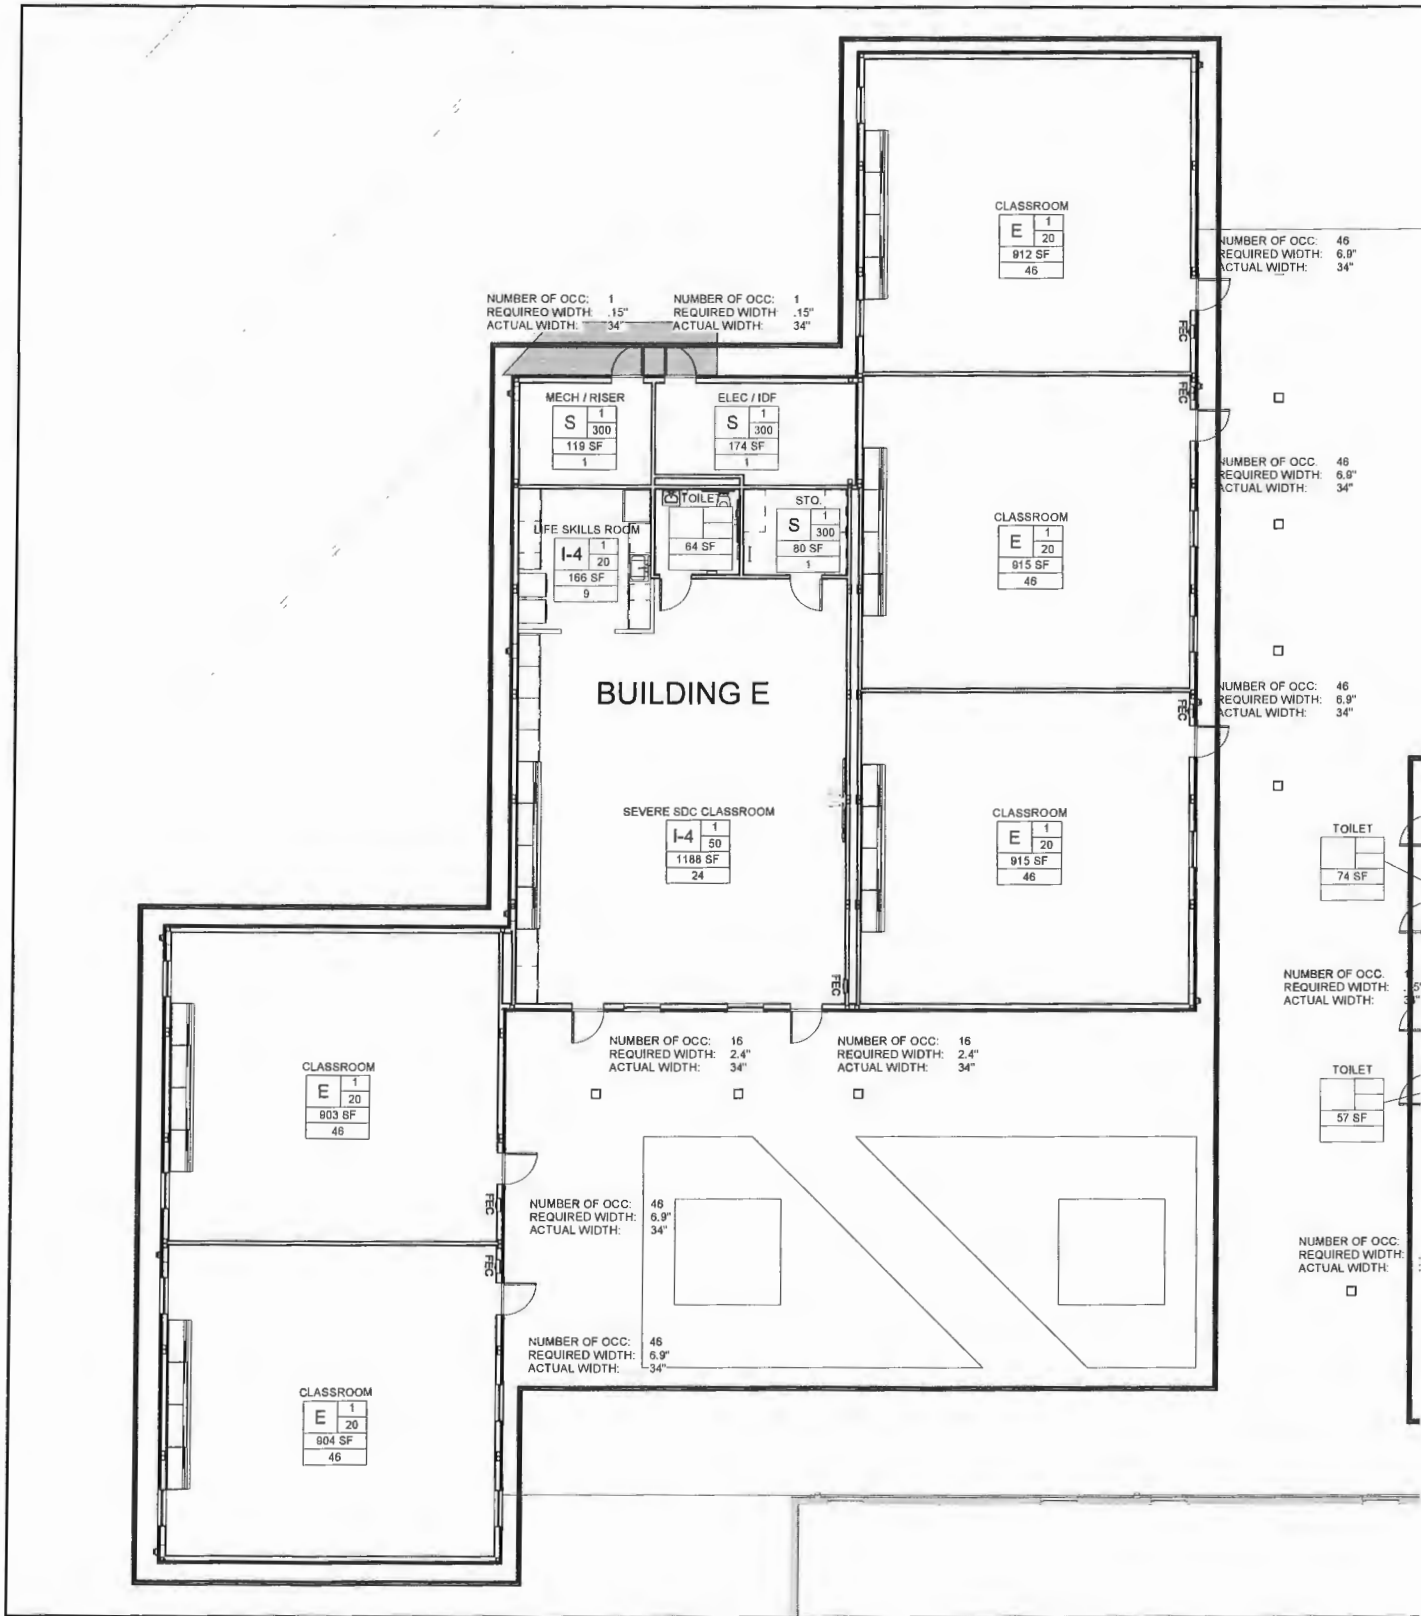 CLASSROOM
E
1
20
912 SF
46
NUMBER OF OCC: 46
REQUIRED WIDTH: 6.9"
ACTUAL WIDTH: 34"
FEC
NUMBER OF OCC: 1
REQUIRED WIDTH: .15"
ACTUAL WIDTH: 34"
NUMBER OF OCC: 1
REQUIRED WIDTH .15"
ACTUAL WIDTH: 34"
MECH / RISER
S
1
300
119 SF
1
ELEC / IDF
S
1
300
174 SF
1
FEC
NUMBER OF OCC. 46
REQUIRED WIDTH: 6.9"
ACTUAL WIDTH: 34"
LIFE SKILLS ROOM
I-4
1
20
166 SF
9
TOILET
64 SF
STO.
S
1
300
80 SF
1
CLASSROOM
E
1
20
915 SF
46
BUILDING E
FEC
NUMBER OF OCC: 46
REQUIRED WIDTH: 6.9"
ACTUAL WIDTH: 34"
SEVERE SDC CLASSROOM
I-4
1
50
1188 SF
24
CLASSROOM
E
1
20
915 SF
46
TOILET
74 SF
FEC
NUMBER OF OCC.
REQUIRED WIDTH:
ACTUAL WIDTH:
NUMBER OF OCC: 16
REQUIRED WIDTH: 2.4"
ACTUAL WIDTH: 34"
NUMBER OF OCC: 16
REQUIRED WIDTH: 2.4"
ACTUAL WIDTH: 34"
CLASSROOM
E
1
20
903 SF
46
TOILET
57 SF
FEC
NUMBER OF OCC: 46
REQUIRED WIDTH: 6.9"
ACTUAL WIDTH: 34"
FEC
NUMBER OF OCC:
REQUIRED WIDTH:
ACTUAL WIDTH:
NUMBER OF OCC: 46
REQUIRED WIDTH: 6.9"
ACTUAL WIDTH: 34"
CLASSROOM
E
1
20
904 SF
46